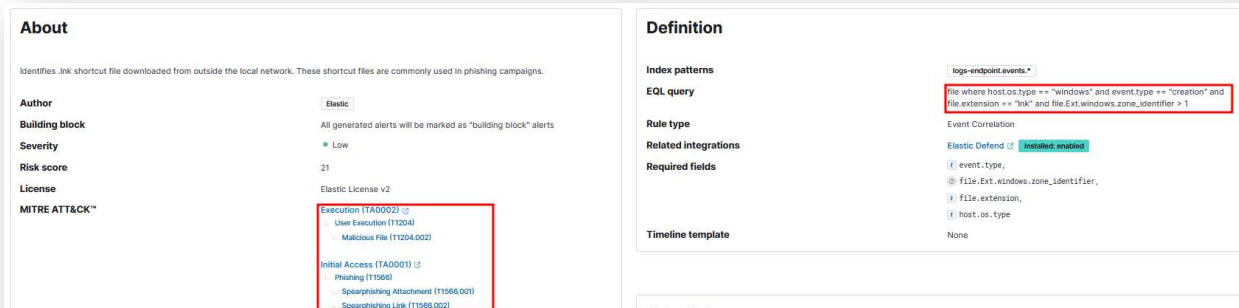 About
Identifies .lnk shortcut file downloaded from outside the local network. These shortcut files are commonly used in phishing campaigns.
Author Elastic
Building block All generated alerts will be marked as "building block" alerts
Severity Low
Risk score 21
License Elastic License v2
MITRE ATT&CK™ Execution (TA0002)
User Execution (T1204)
Malicious File (T1204.002)
Initial Access (TA0001)
Phishing (T1566)
Spearphishing Attachment (T1566.001)
Spearphishing Link (T1566.002)
Definition
Index patterns logs-endpoint.events.*
EQL query file where host.os.type == "windows" and event.type == "creation" and
file.extension == "lnk" and file.Ext.windows.zone_identifier > 1
Rule type Event Correlation
Related integrations Elastic Defend installed: enabled
Required fields event.type,
file.Ext.windows.zone_identifier,
file.extension,
host.os.type
Timeline template None